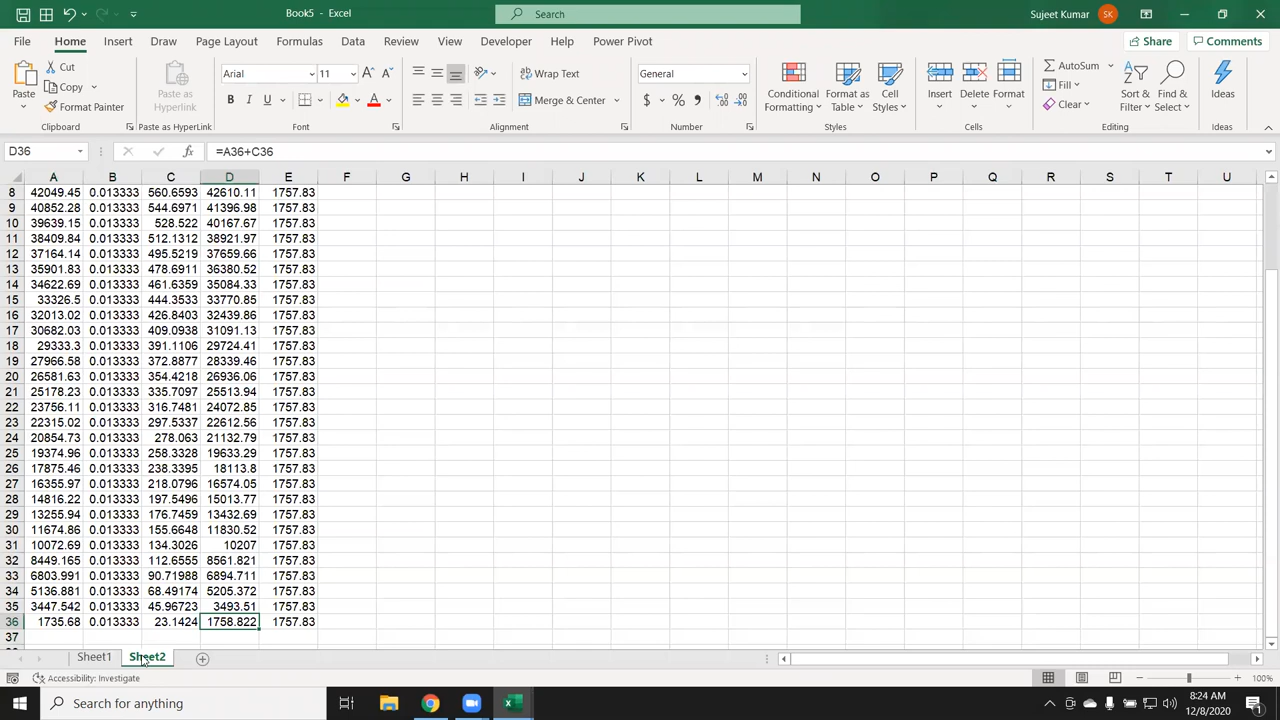 Book5 - Excel
Search
Sujeet Kumar
SK
File Home Insert Draw Page Layout Formulas Data Review View Developer Help Power Pivot
Share
Comments
Paste
Cut
Copy
Format Painter
Clipboard
Paste as Hyperlink
Paste as HyperLink
Arial
11
B I U
Font
Wrap Text
Merge & Center
Alignment
General
$ %
Number
Conditional Formatting
Format as Table
Cell Styles
Styles
Insert
Delete
Format
Cells
AutoSum
Fill
Clear
Sort & Filter
Find & Select
Editing
Ideas
Ideas
D36
fx
=A36+C36
A B C D E F G H I J K L M N O P Q R S T U
8 42049.45 0.013333 560.6593 42610.11 1757.83
9 40852.28 0.013333 544.6971 41396.98 1757.83
10 39639.15 0.013333 528.522 40167.67 1757.83
11 38409.84 0.013333 512.1312 38921.97 1757.83
12 37164.14 0.013333 495.5219 37659.66 1757.83
13 35901.83 0.013333 478.6911 36380.52 1757.83
14 34622.69 0.013333 461.6359 35084.33 1757.83
15 33326.5 0.013333 444.3533 33770.85 1757.83
16 32013.02 0.013333 426.8403 32439.86 1757.83
17 30682.03 0.013333 409.0938 31091.13 1757.83
18 29333.3 0.013333 391.1106 29724.41 1757.83
19 27966.58 0.013333 372.8877 28339.46 1757.83
20 26581.63 0.013333 354.4218 26936.06 1757.83
21 25178.23 0.013333 335.7097 25513.94 1757.83
22 23756.11 0.013333 316.7481 24072.85 1757.83
23 22315.02 0.013333 297.5337 22612.56 1757.83
24 20854.73 0.013333 278.063 21132.79 1757.83
25 19374.96 0.013333 258.3328 19633.29 1757.83
26 17875.46 0.013333 238.3395 18113.8 1757.83
27 16355.97 0.013333 218.0796 16574.05 1757.83
28 14816.22 0.013333 197.5496 15013.77 1757.83
29 13255.94 0.013333 176.7459 13432.69 1757.83
30 11674.86 0.013333 155.6648 11830.52 1757.83
31 10072.69 0.013333 134.3026 10207 1757.83
32 8449.165 0.013333 112.6555 8561.821 1757.83
33 6803.991 0.013333 90.71988 6894.711 1757.83
34 5136.881 0.013333 68.49174 5205.372 1757.83
35 3447.542 0.013333 45.96723 3493.51 1757.83
36 1735.68 0.013333 23.1424 1758.822 1757.83
37
Sheet1 Sheet2
Accessibility: Investigate
100%
Search for anything
8:24 AM
12/8/2020